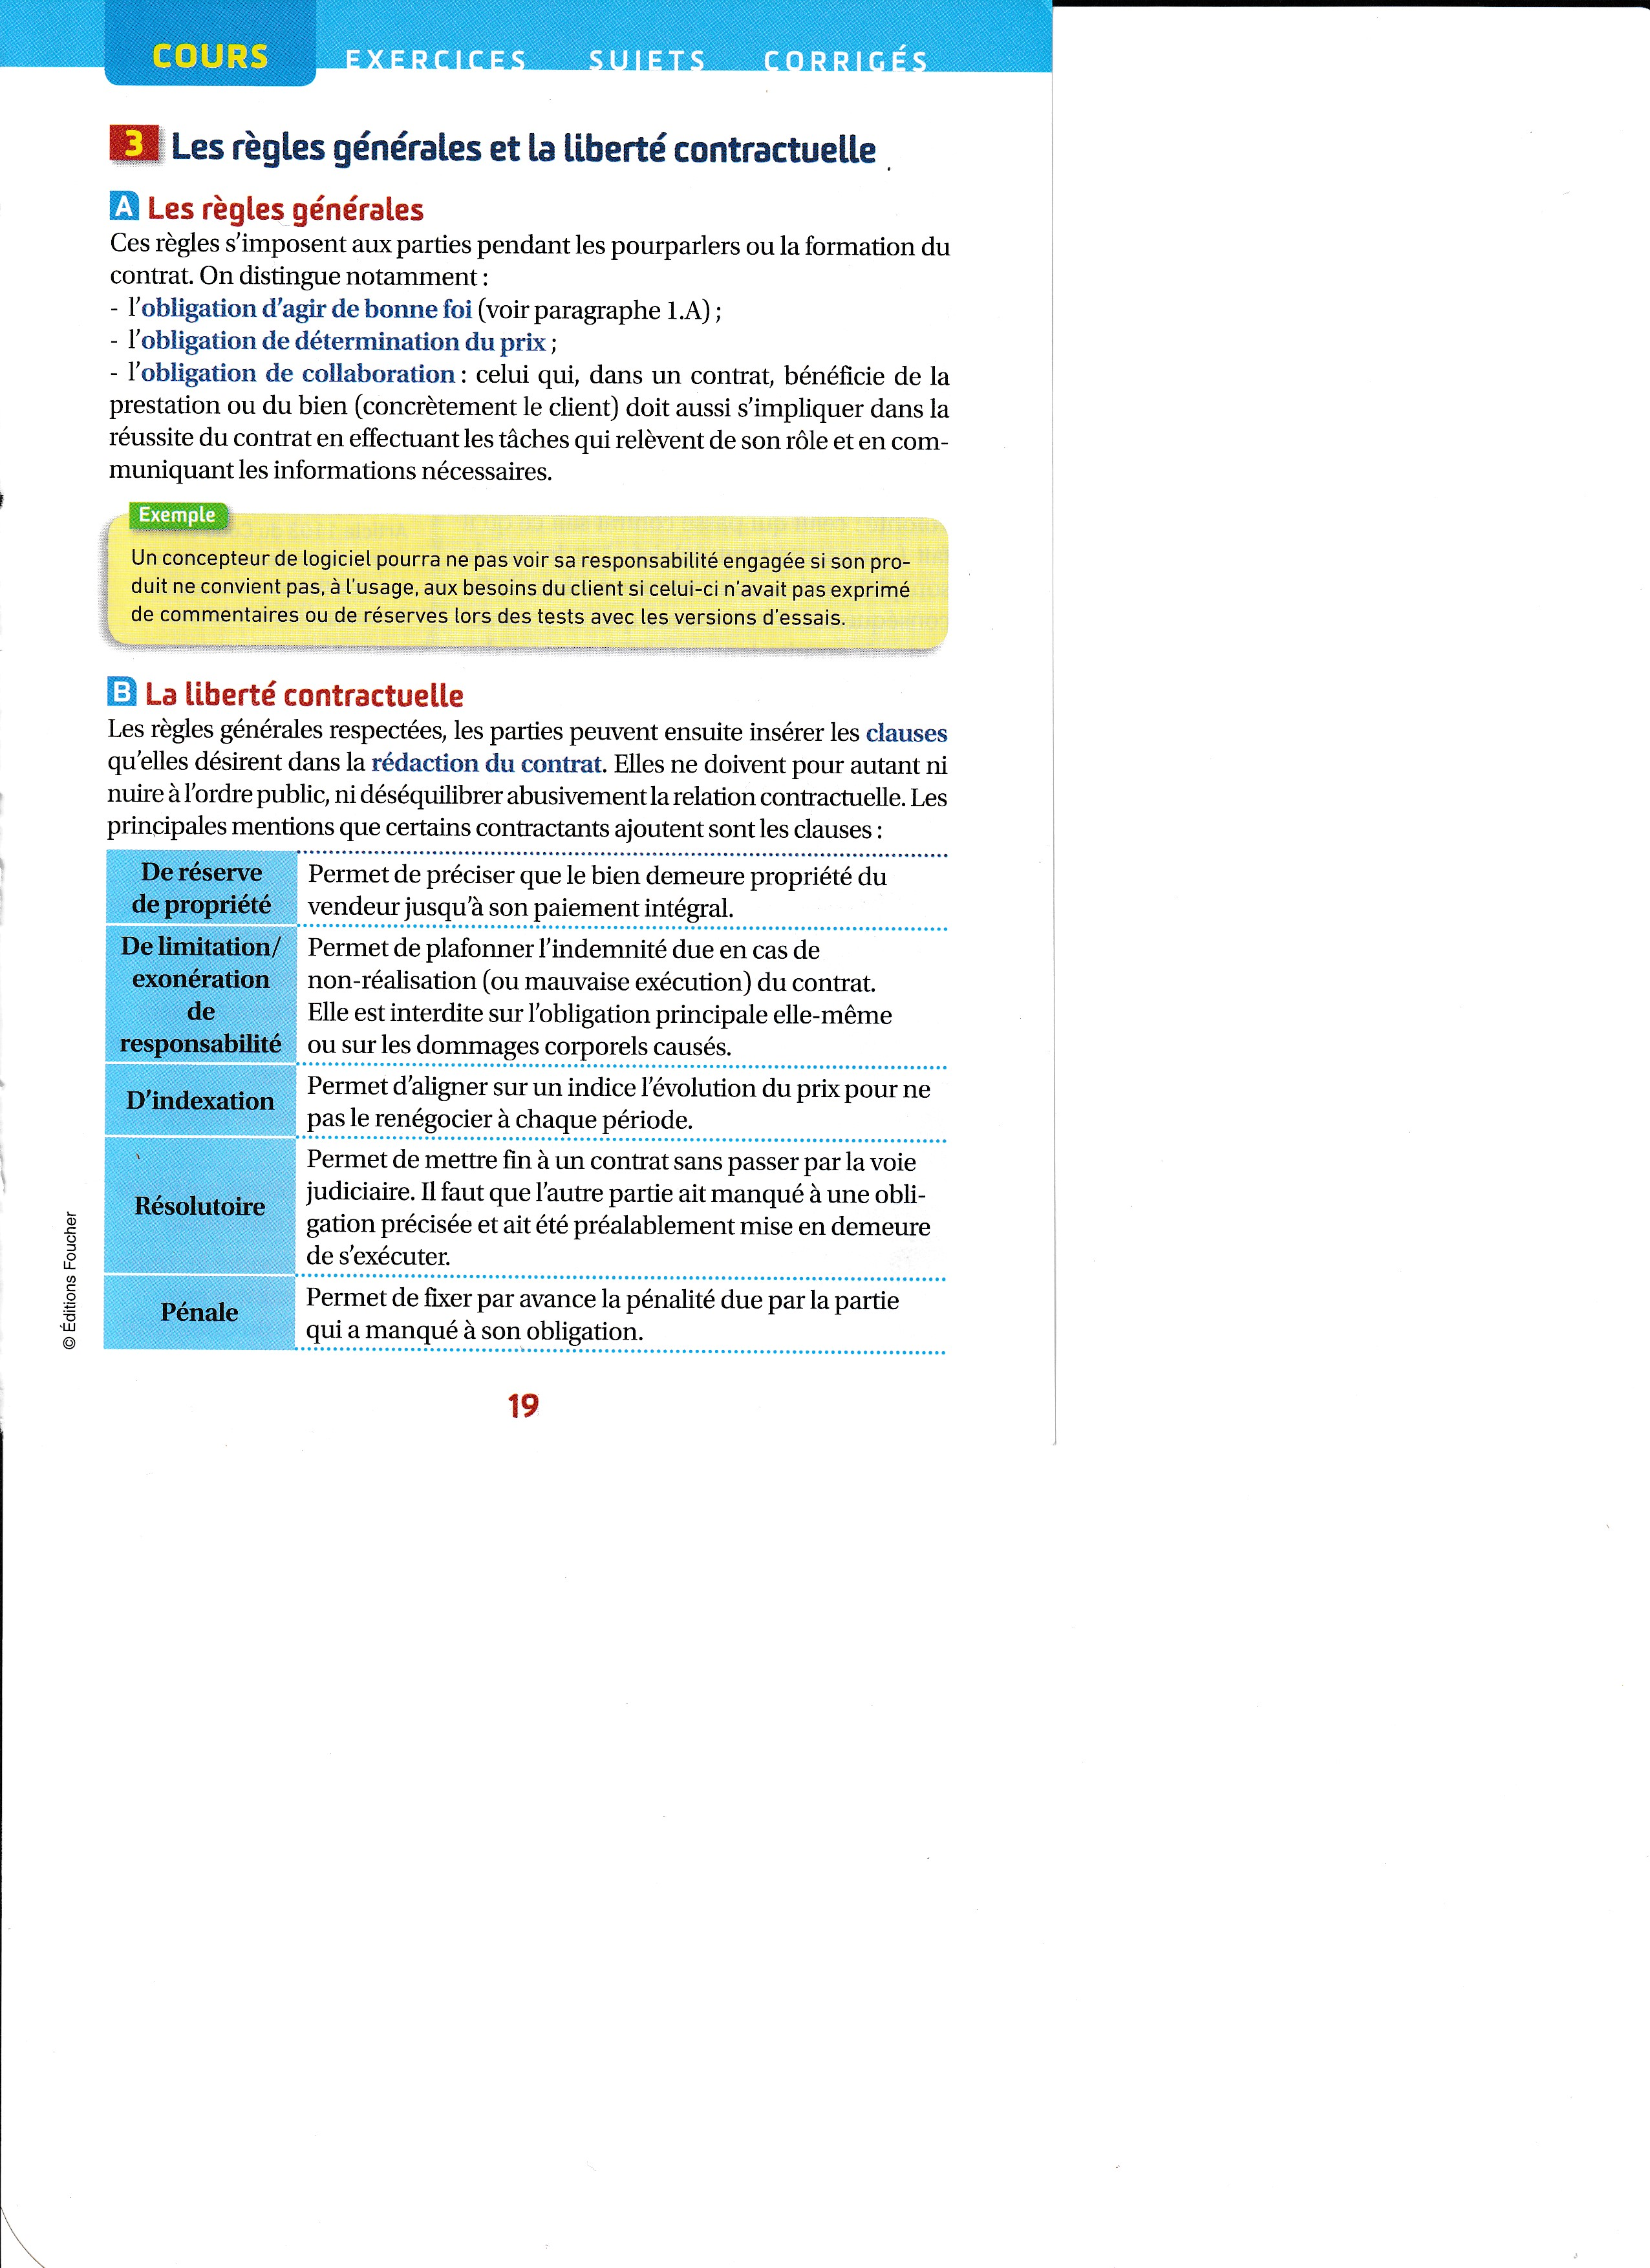 COURS EXERCICES SUJETS CORRIGÉS
3 Les règles générales et la liberté contractuelle
A Les règles générales
Ces règles s'imposent aux parties pendant les pourparlers ou la formation du
contrat. On distingue notamment :
- l'obligation d'agir de bonne foi (voir paragraphe 1.A) ;
- l'obligation de détermination du prix ;
- l'obligation de collaboration : celui qui, dans un contrat, bénéficie de la
prestation ou du bien (concrètement le client) doit aussi s'impliquer dans la
réussite du contrat en effectuant les tâches qui relèvent de son rôle et en com-
muniquant les informations nécessaires.
Exemple
Un concepteur de logiciel pourra ne pas voir sa responsabilité engagée si son pro-
duit ne convient pas, à l'usage, aux besoins du client si celui-ci n'avait pas exprimé
de commentaires ou de réserves lors des tests avec les versions d'essais.
B La liberté contractuelle
Les règles générales respectées, les parties peuvent ensuite insérer les clauses
qu'elles désirent dans la rédaction du contrat. Elles ne doivent pour autant ni
nuire à l'ordre public, ni déséquilibrer abusivement la relation contractuelle. Les
principales mentions que certains contractants ajoutent sont les clauses :
De réserve
de propriété
Permet de préciser que le bien demeure propriété du
vendeur jusqu'à son paiement intégral.
De limitation/
exonération
de
responsabilité
Permet de plafonner l'indemnité due en cas de
non-réalisation (ou mauvaise exécution) du contrat.
Elle est interdite sur l'obligation principale elle-même
ou sur les dommages corporels causés.
D'indexation
Permet d'aligner sur un indice l'évolution du prix pour ne
pas le renégocier à chaque période.
Résolutoire
Permet de mettre fin à un contrat sans passer par la voie
judiciaire. Il faut que l'autre partie ait manqué à une obli-
gation précisée et ait été préalablement mise en demeure
de s'exécuter.
Pénale
Permet de fixer par avance la pénalité due par la partie
qui a manqué à son obligation.
© Éditions Foucher
19